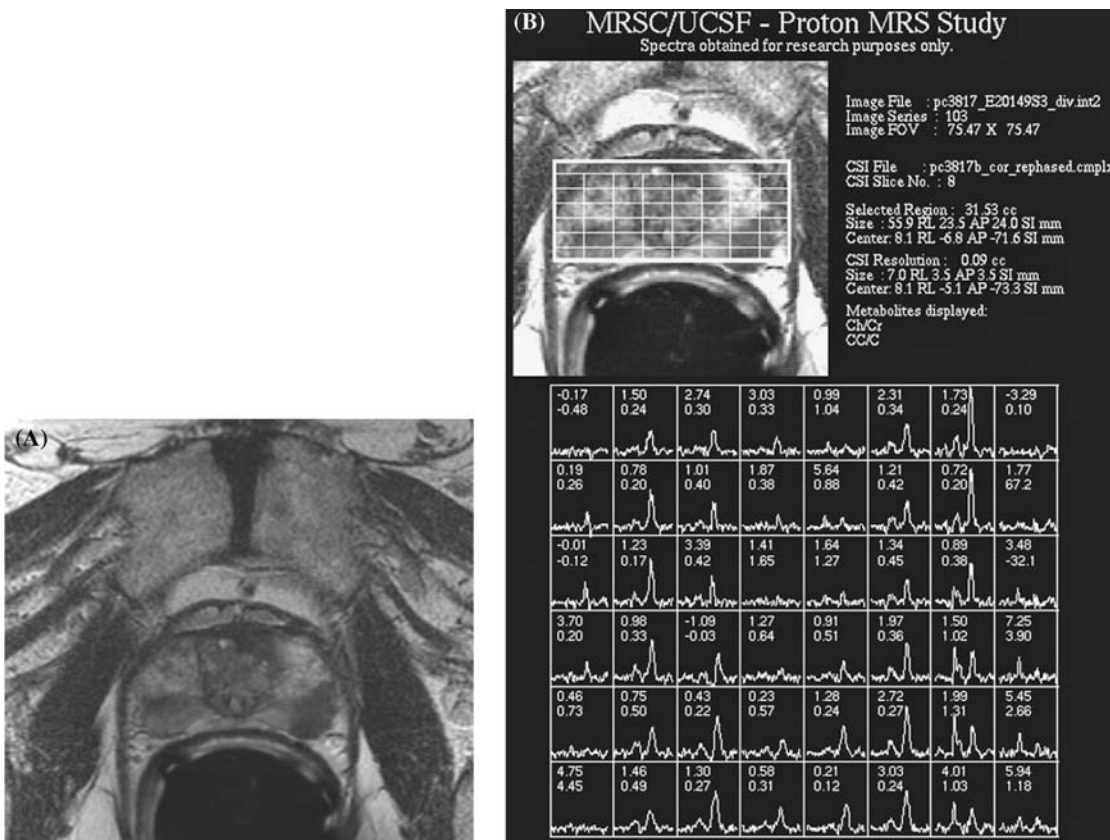 (A)
(B) MRSC/UCSF - Proton MRS Study
Spectra obtained for research purposes only.
Image File : pc3817_E20149S3_div.int2
Image Series : 103
Image FOV : 75.47 X 75.47
CSI File : pc3817b_cor_rephased.cmplx
CSI Slice No. : 8
Selected Region : 31.53 cc
Size : 55.9 RL 23.5 AP 24.0 SI mm
Center: 8.1 RL -6.8 AP -71.6 SI mm
CSI Resolution : 0.09 cc
Size : 7.0 RL 3.5 AP 3.5 SI mm
Center: 8.1 RL -5.1 AP -73.3 SI mm
Metabolites displayed:
Ch/Cr
CC/C
-0.17 1.50 2.74 3.03 0.99 2.31 1.73 -3.29
-0.48 0.24 0.30 0.33 1.04 0.34 0.24 0.10
0.19 0.78 1.01 1.87 5.64 1.21 0.72 1.77
0.26 0.20 0.40 0.38 0.88 0.42 0.20 67.2
-0.01 1.23 3.39 1.41 1.64 1.34 0.89 3.48
-0.12 0.17 0.42 1.65 1.27 0.45 0.38 -32.1
3.70 0.98 -1.09 1.27 0.91 1.97 1.50 7.25
0.20 0.33 -0.03 0.64 0.51 0.36 1.02 3.90
0.46 0.75 0.43 0.23 1.28 2.72 1.99 5.45
0.73 0.50 0.22 0.57 0.24 0.27 1.31 2.66
4.75 1.46 1.30 0.58 0.21 3.03 4.01 5.94
4.45 0.49 0.27 0.31 0.12 0.24 1.03 1.18